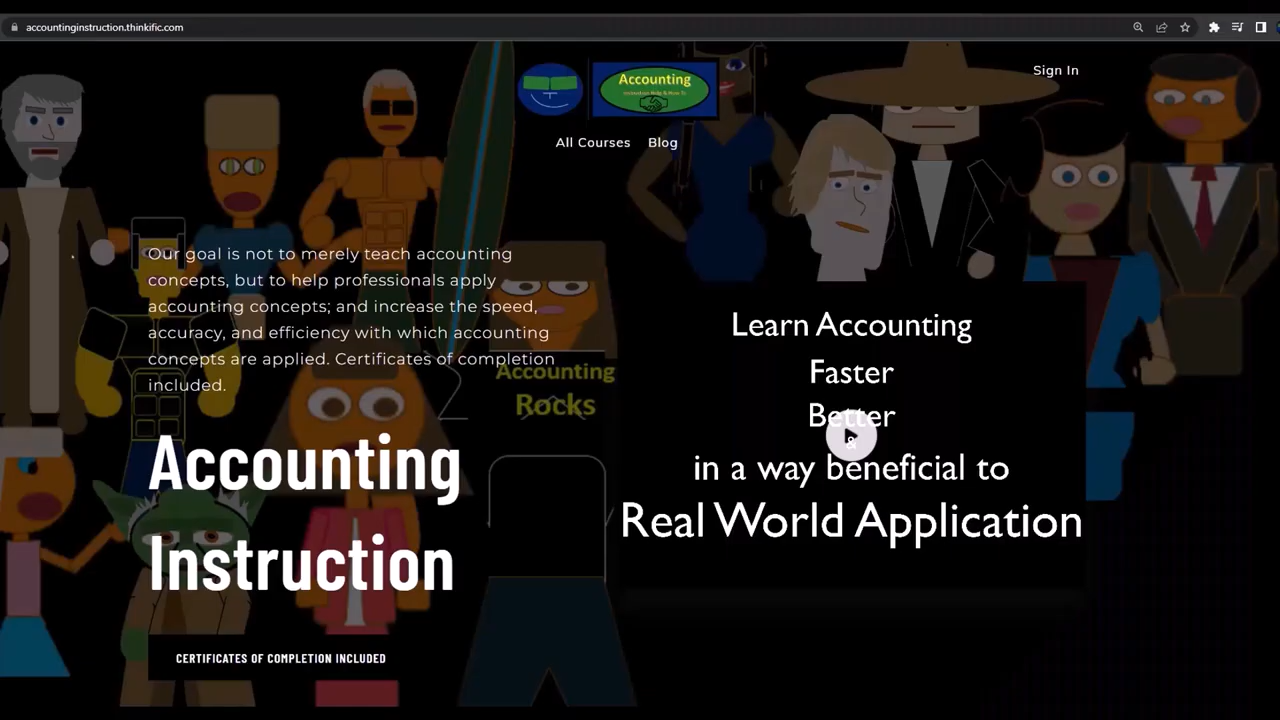 accountinginstruction.thinkific.com
Sign In
Accounting
All Courses Blog
Our goal is not to merely teach accounting
concepts, but to help professionals apply
accounting concepts; and increase the speed,
accuracy, and efficiency with which accounting
concepts are applied. Certificates of completion
included.
Accounting
Rocks
Accounting
Instruction
CERTIFICATES OF COMPLETION INCLUDED
Learn Accounting
Faster
Better
&
in a way beneficial to
Real World Application